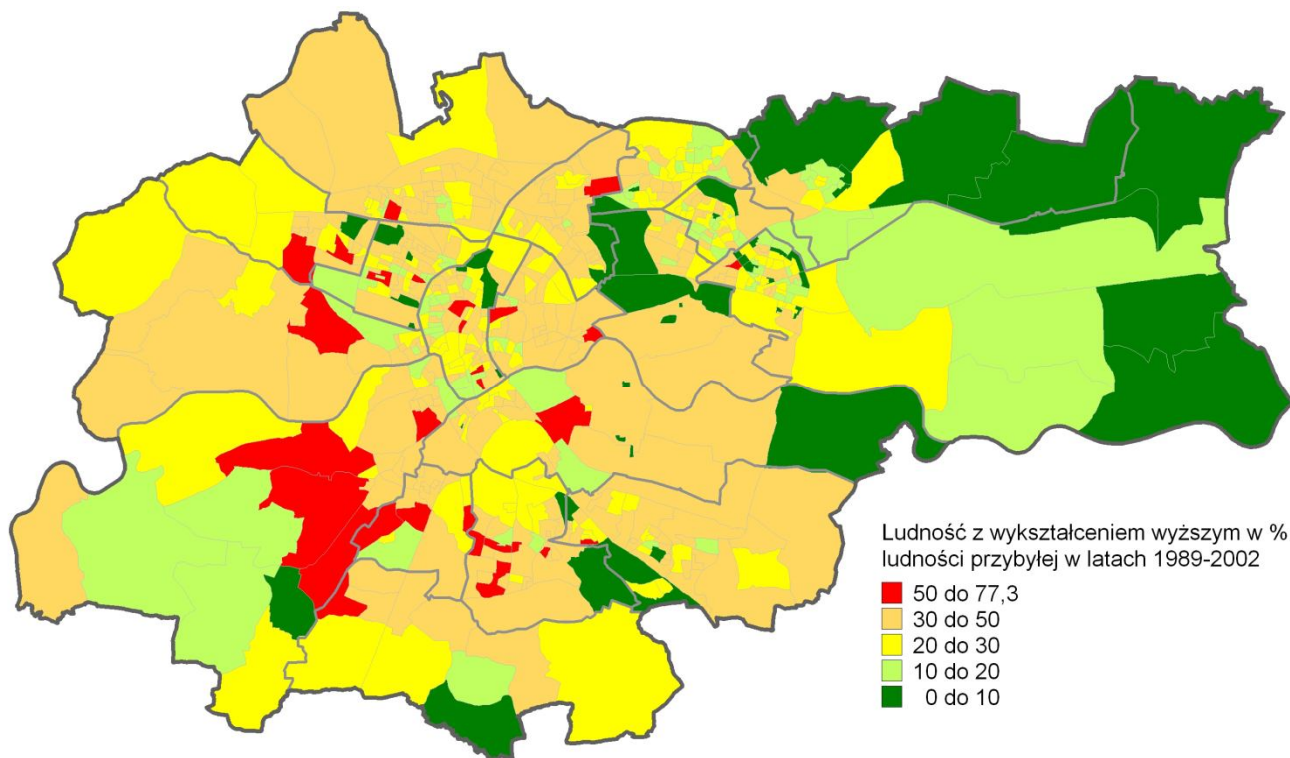 Ludność z wykształceniem wyższym w %
ludności przybyłej w latach 1989-2002
50 do 77,3
30 do 50
20 do 30
10 do 20
0 do 10